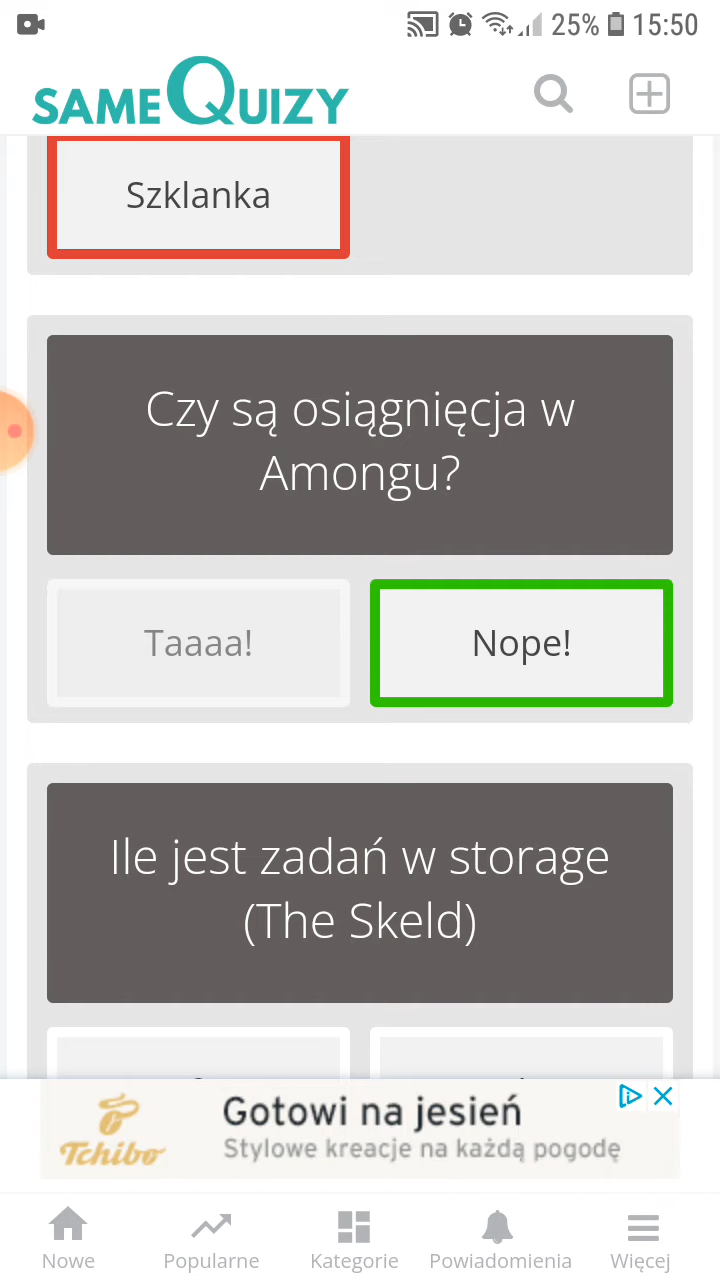 25% 15:50
SAMEQUIZY
Szklanka
Czy są osiągnięcja w
Amongu?
Taaaa!
Nope!
Ile jest zadań w storage
(The Skeld)
Gotowi na jesień
Tchibo
Stylowe kreacje na każdą pogodę
Nowe
Popularne
Kategorie
Powiadomienia
Więcej